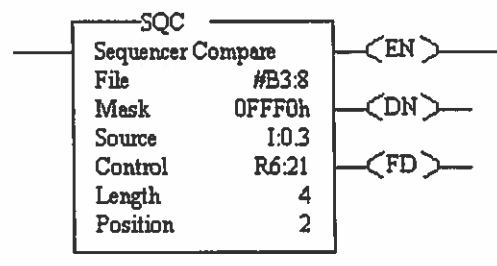 SQC
Sequencer Compare EN
File #B3:8
Mask 0FFF0h DN
Source I:0.3
Control R6:21 FD
Length 4
Position 2